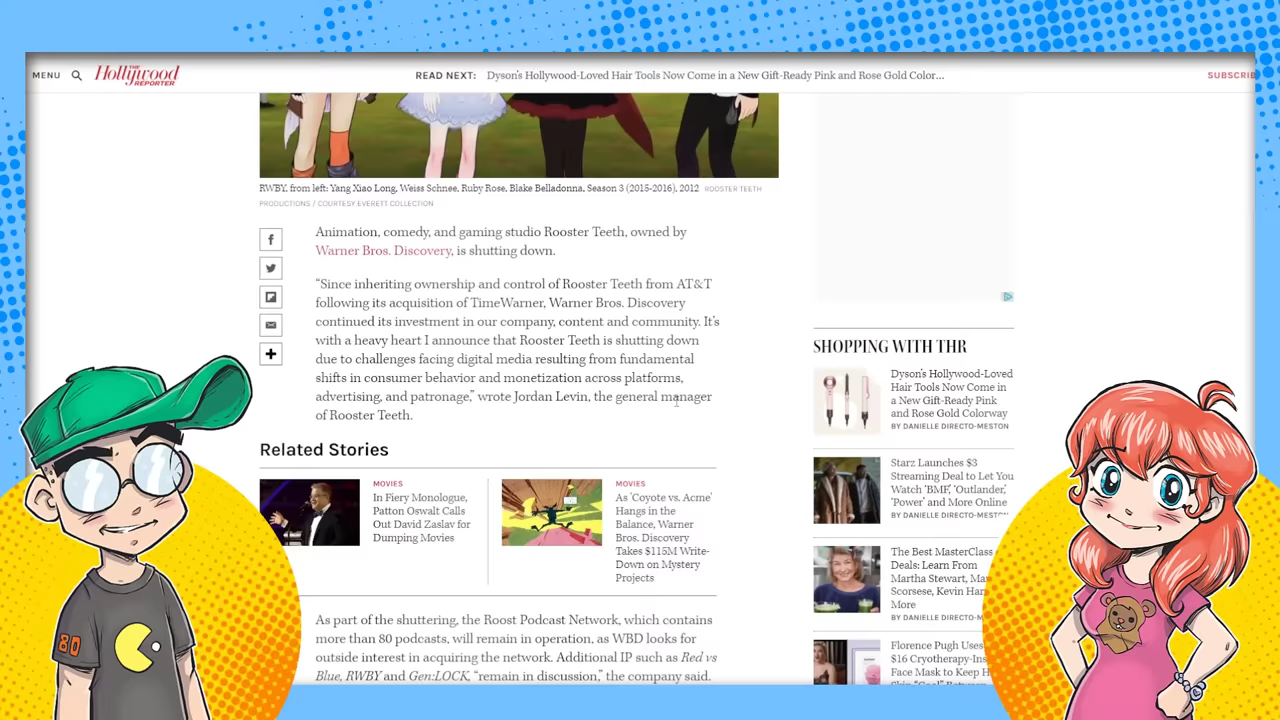 MENU
THE
Hollywood
REPORTER
READ NEXT: Dyson's Hollywood-Loved Hair Tools Now Come in a New Gift-Ready Pink and Rose Gold Color...
SUBSCRIB
RWBY, from left: Yang Xiao Long, Weiss Schnee, Ruby Rose, Blake Belladonna, Season 3 (2015-2016), 2012 ROOSTER TEETH
PRODUCTIONS / COURTESY EVERETT COLLECTION
Animation, comedy, and gaming studio Rooster Teeth, owned by
Warner Bros. Discovery, is shutting down.
“Since inheriting ownership and control of Rooster Teeth from AT&T
following its acquisition of TimeWarner, Warner Bros. Discovery
continued its investment in our company, content and community. It’s
with a heavy heart I announce that Rooster Teeth is shutting down
due to challenges facing digital media resulting from fundamental
shifts in consumer behavior and monetization across platforms,
advertising, and patronage,” wrote Jordan Levin, the general manager
of Rooster Teeth.
Related Stories
MOVIES
In Fiery Monologue,
Patton Oswalt Calls
Out David Zaslav for
Dumping Movies
MOVIES
As 'Coyote vs. Acme'
Hangs in the
Balance, Warner
Bros. Discovery
Takes $115M Write-
Down on Mystery
Projects
As part of the shuttering, the Roost Podcast Network, which contains
more than 80 podcasts, will remain in operation, as WBD looks for
outside interest in acquiring the network. Additional IP such as Red vs
Blue, RWBY and Gen:LOCK, “remain in discussion,” the company said.
SHOPPING WITH THR
Dyson's Hollywood-Loved
Hair Tools Now Come in
a New Gift-Ready Pink
and Rose Gold Colorway
BY DANIELLE DIRECTO-MESTON
Starz Launches $3
Streaming Deal to Let You
Watch 'BMF,' 'Outlander,'
'Power' and More Online
BY DANIELLE DIRECTO-MESTON
The Best MasterClass
Deals: Learn From
Martha Stewart, Ma
Scorsese, Kevin Har
More
BY DANIELLE DIRECTO-M
Florence Pugh Uses
$16 Cryotherapy-Ins
Face Mask to Keep H
80